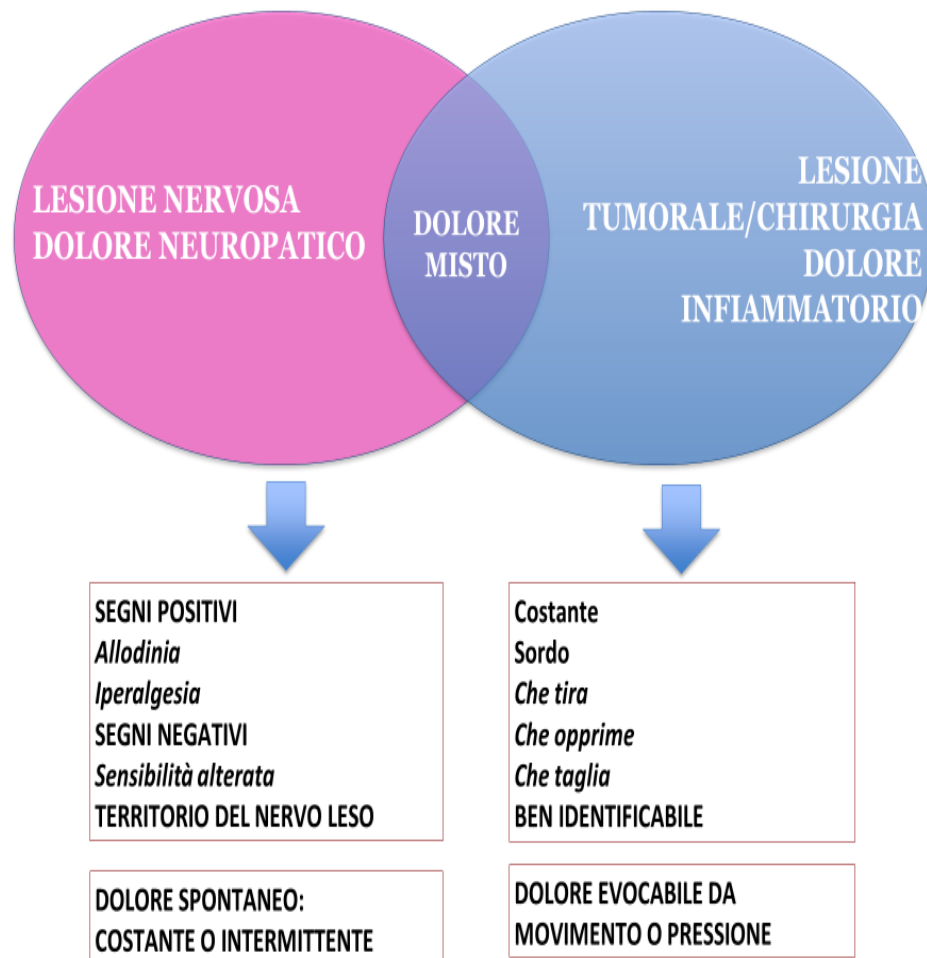 LESIONE NERVOSA
DOLORE NEUROPATICO
DOLORE
MISTO
LESIONE
TUMORALE/CHIRURGIA
DOLORE
INFIAMMATORIO
SEGNI POSITIVI
Allodinia
Iperalgesia
SEGNI NEGATIVI
Sensibilità alterata
TERRITORIO DEL NERVO LESO
Costante
Sordo
Che tira
Che opprime
Che taglia
BEN IDENTIFICABILE
DOLORE SPONTANEO:
COSTANTE O INTERMITTENTE
DOLORE EVOCABILE DA
MOVIMENTO O PRESSIONE